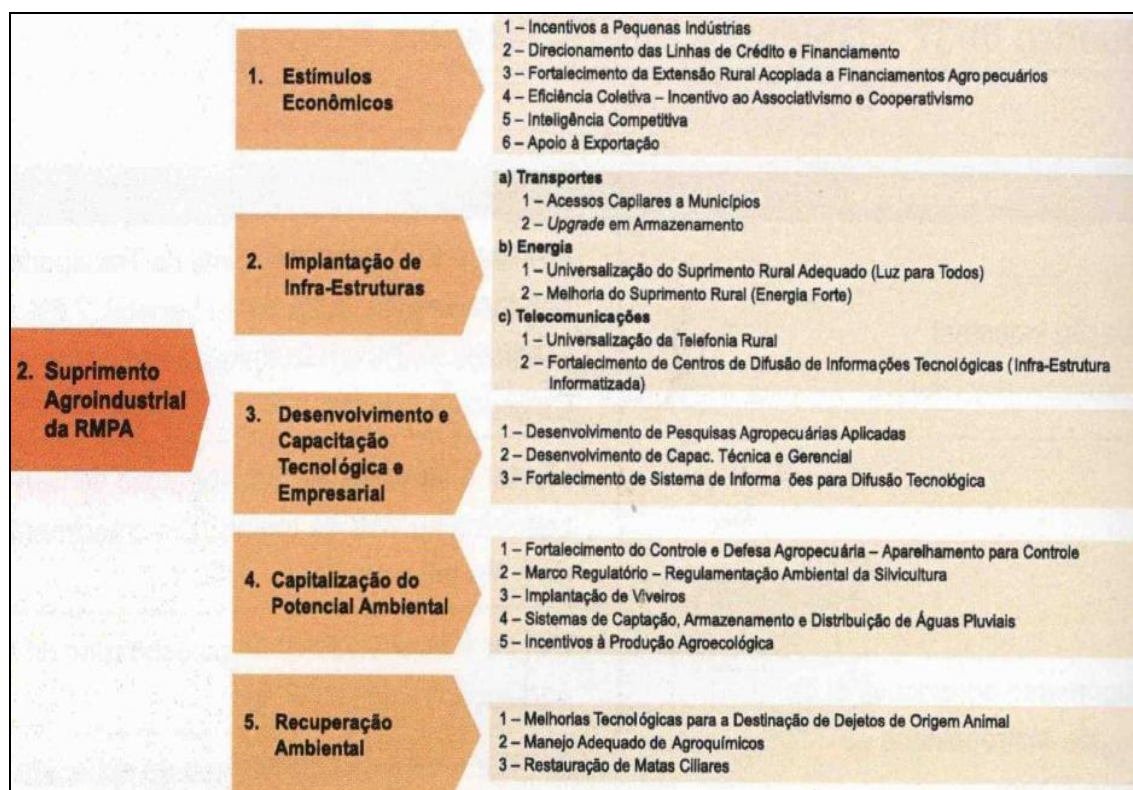 2. Suprimento
Agroindustrial
da RMPA
1. Estímulos
Econômicos
1 – Incentivos a Pequenas Indústrias
2 – Direcionamento das Linhas de Crédito e Financiamento
3 – Fortalecimento da Extensão Rural Acoplada a Financiamentos Agropecuários
4 – Eficiência Coletiva – Incentivo ao Associativismo e Cooperativismo
5 – Inteligência Competitiva
6 – Apoio à Exportação
2. Implantação de
Infra-Estruturas
a) Transportes
1 – Acessos Capilares a Municípios
2 – Upgrade em Armazenamento
b) Energia
1 – Universalização do Suprimento Rural Adequado (Luz para Todos)
2 – Melhoria do Suprimento Rural (Energia Forte)
c) Telecomunicações
1 – Universalização da Telefonia Rural
2 – Fortalecimento de Centros de Difusão de Informações Tecnológicas (Infra-Estrutura
Informatizada)
3. Desenvolvimento e
Capacitação
Tecnológica e
Empresarial
1 – Desenvolvimento de Pesquisas Agropecuárias Aplicadas
2 – Desenvolvimento de Capac. Técnica e Gerencial
3 – Fortalecimento de Sistema de Informa ões para Difusão Tecnológica
4. Capitalização do
Potencial Ambiental
1 – Fortalecimento do Controle e Defesa Agropecuária – Aparelhamento para Controle
2 – Marco Regulatório – Regulamentação Ambiental da Silvicultura
3 – Implantação de Viveiros
4 – Sistemas de Captação, Armazenamento e Distribuição de Águas Pluviais
5 – Incentivos à Produção Agroecológica
5. Recuperação
Ambiental
1 – Melhorias Tecnológicas para a Destinação de Dejetos de Origem Animal
2 – Manejo Adequado de Agroquímicos
3 – Restauração de Matas Ciliares